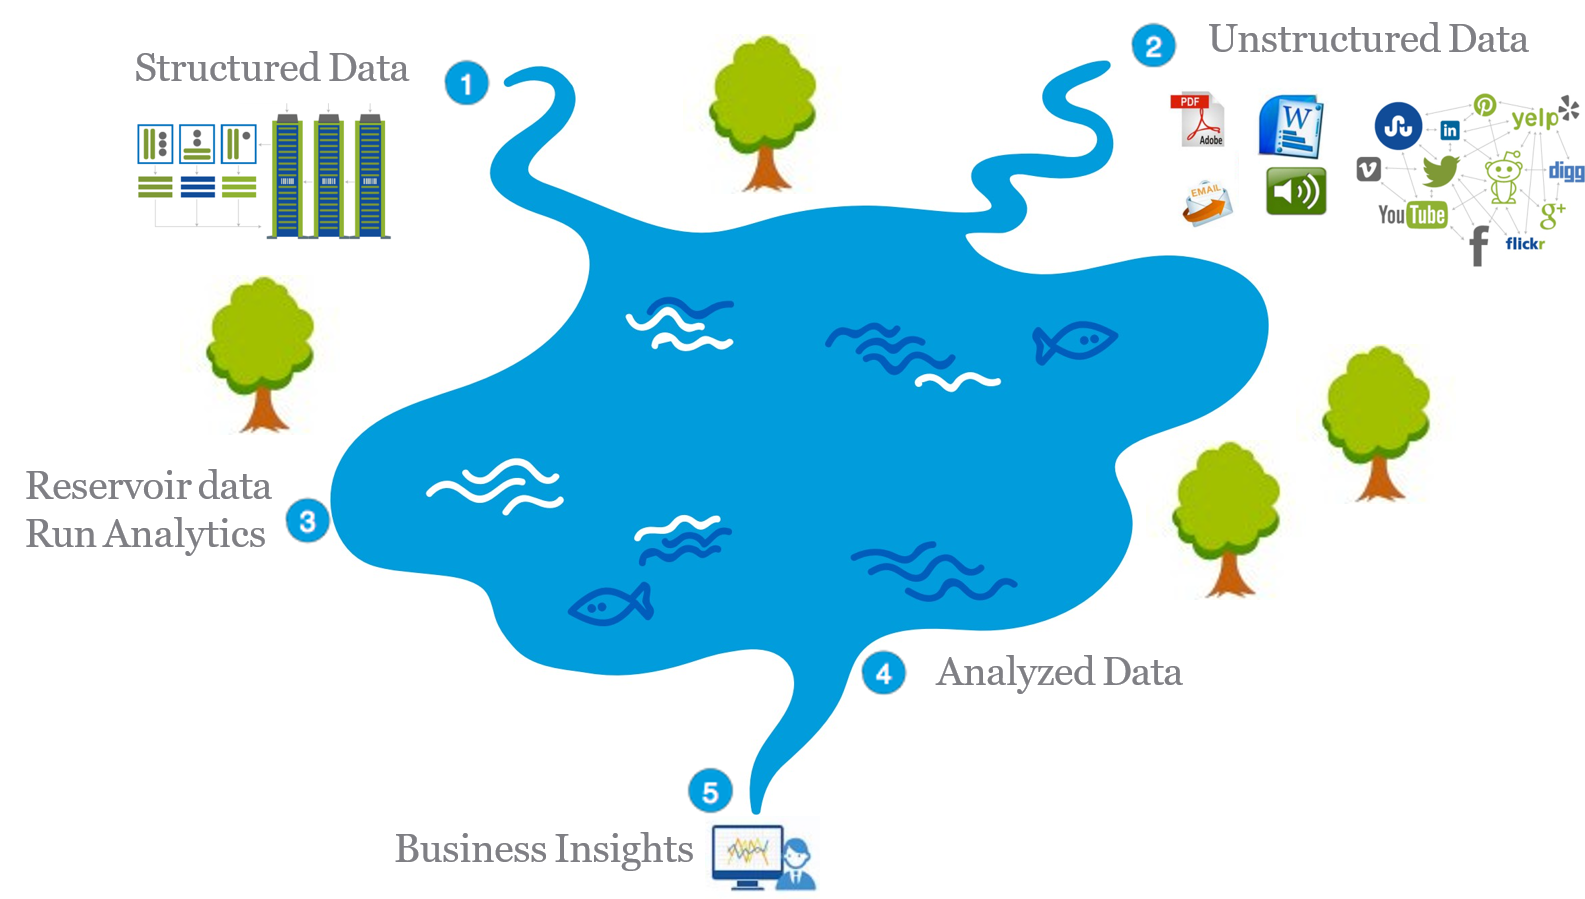 Structured Data
1
2
Unstructured Data
PDF
Adobe
W
EMAIL
in
yelp
digg
v
You Tube
g+
f
flickr
Reservoir data
Run Analytics
3
4
Analyzed Data
5
Business Insights